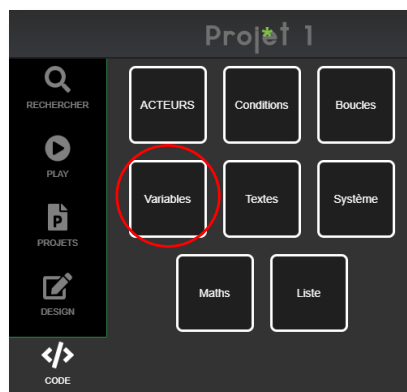 Projet 1
RECHERCHER
PLAY
PROJETS
DESIGN
CODE
ACTEURS
Conditions
Boucles
Variables
Textes
Système
Maths
Liste